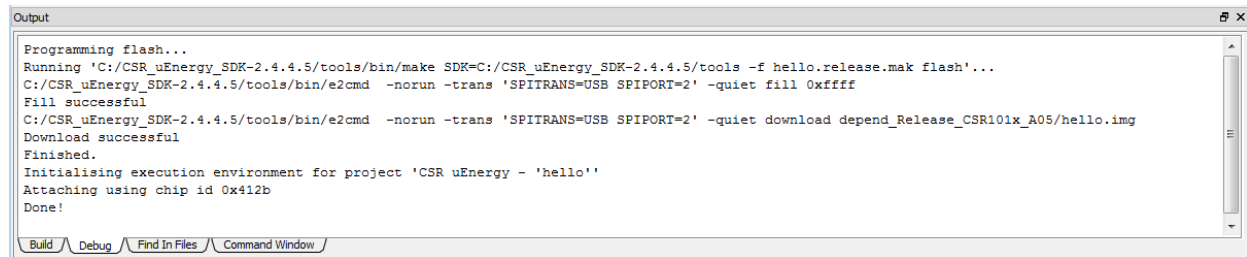 Output
Programming flash...
Running 'C:/CSR_uEnergy_SDK-2.4.4.5/tools/bin/make SDK=C:/CSR_uEnergy_SDK-2.4.4.5/tools -f hello.release.mak flash'...
C:/CSR_uEnergy_SDK-2.4.4.5/tools/bin/e2cmd  -norun -trans 'SPITRANS=USB SPIPORT=2' -quiet fill 0xffff
Fill successful
C:/CSR_uEnergy_SDK-2.4.4.5/tools/bin/e2cmd  -norun -trans 'SPITRANS=USB SPIPORT=2' -quiet download depend_Release_CSR101x_A05/hello.img
Download successful
Finished.
Initialising execution environment for project 'CSR uEnergy - 'hello''
Attaching using chip id 0x412b
Done!
Build Debug Find In Files Command Window